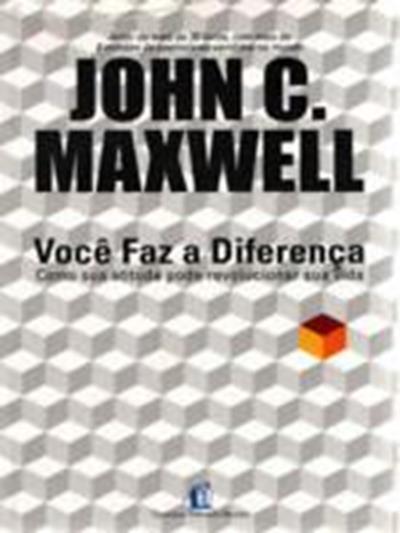 JOHN C.
MAXWELL
Você Faz a Diferença
Como sua atitude pode revolucionar sua vida